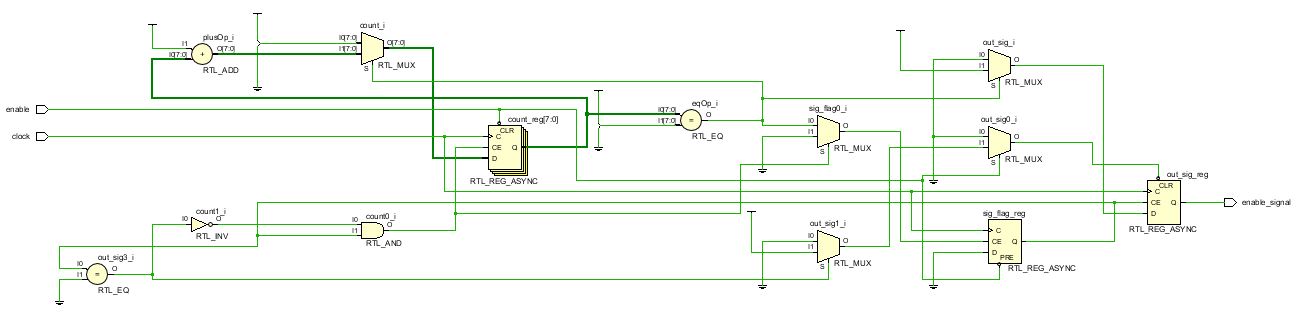 count_i
plusOp_i
I1
I0[7:0]
O[7:0]
+
RTL_ADD
I0[7:0]
I1[7:0]
O[7:0]
S
RTL_MUX
enable
clock
count_reg[7:0]
CLR
C
CE
Q
D
RTL_REG_ASYNC
eqOp_i
I0[7:0]
I1[7:0]
O
=
RTL_EQ
sig_flag0_i
I0
I1
O
S
RTL_MUX
out_sig_i
I0
I1
O
S
RTL_MUX
out_sig0_i
I0
I1
O
S
RTL_MUX
out_sig_reg
CLR
C
CE
Q
D
RTL_REG_ASYNC
enable_signal
count1_i
I0
O
RTL_INV
count0_i
I0
I1
O
RTL_AND
out_sig3_i
I0
I1
O
=
RTL_EQ
out_sig1_i
I0
I1
O
S
RTL_MUX
sig_flag_reg
C
CE
Q
D
PRE
RTL_REG_ASYNC